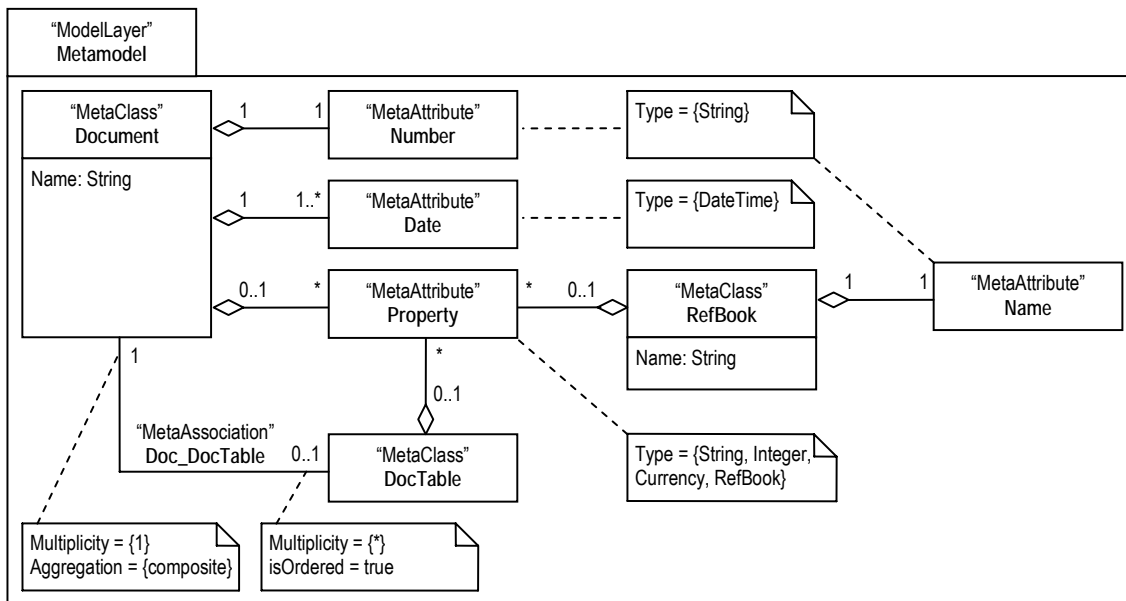 “ModelLayer”
Metamodel
“MetaClass”
Document
Name: String
1
1
“MetaAttribute”
Number
Type = {String}
1
1..*
“MetaAttribute”
Date
Type = {DateTime}
0..1
*
“MetaAttribute”
Property
*
0..1
“MetaClass”
RefBook
Name: String
1
1
“MetaAttribute”
Name
1
*
0..1
“MetaAssociation”
Doc_DocTable
0..1
“MetaClass”
DocTable
Type = {String, Integer,
Currency, RefBook}
Multiplicity = {1}
Aggregation = {composite}
Multiplicity = {*}
isOrdered = true